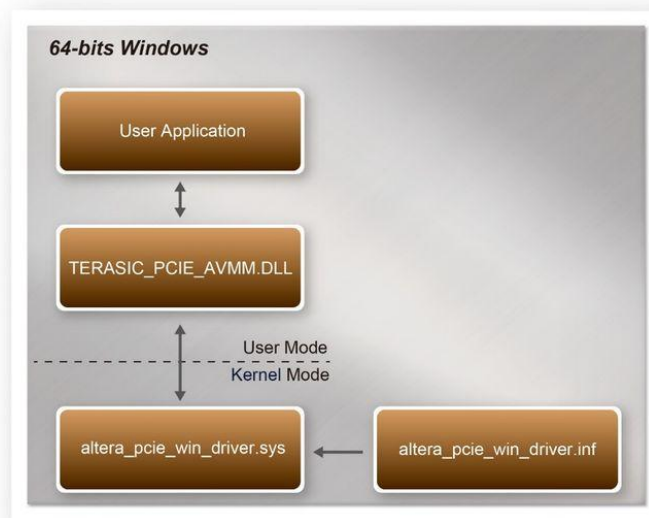 64-bits Windows
User Application
TERASIC_PCIE_AVMM.DLL
User Mode
Kernel Mode
altera_pcie_win_driver.sys
altera_pcie_win_driver.inf